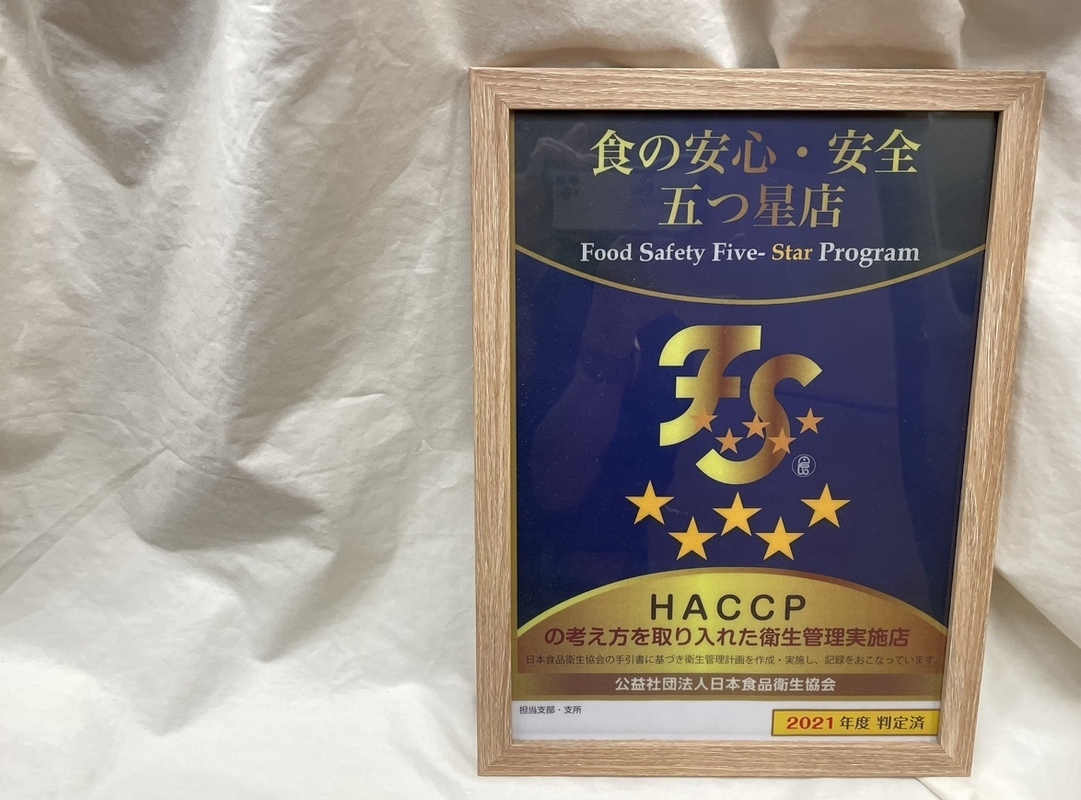 食の安心・安全
五つ星店
Food Safety Five- Star Program
FS
HACCP
の考え方を取り入れた衛生管理実施店
日本食品衛生協会の手引書に基づき衛生管理計画を作成・実施し、記録をおこなっています。
公益社団法人日本食品衛生協会
担当支部・支所
2021年度 判定済